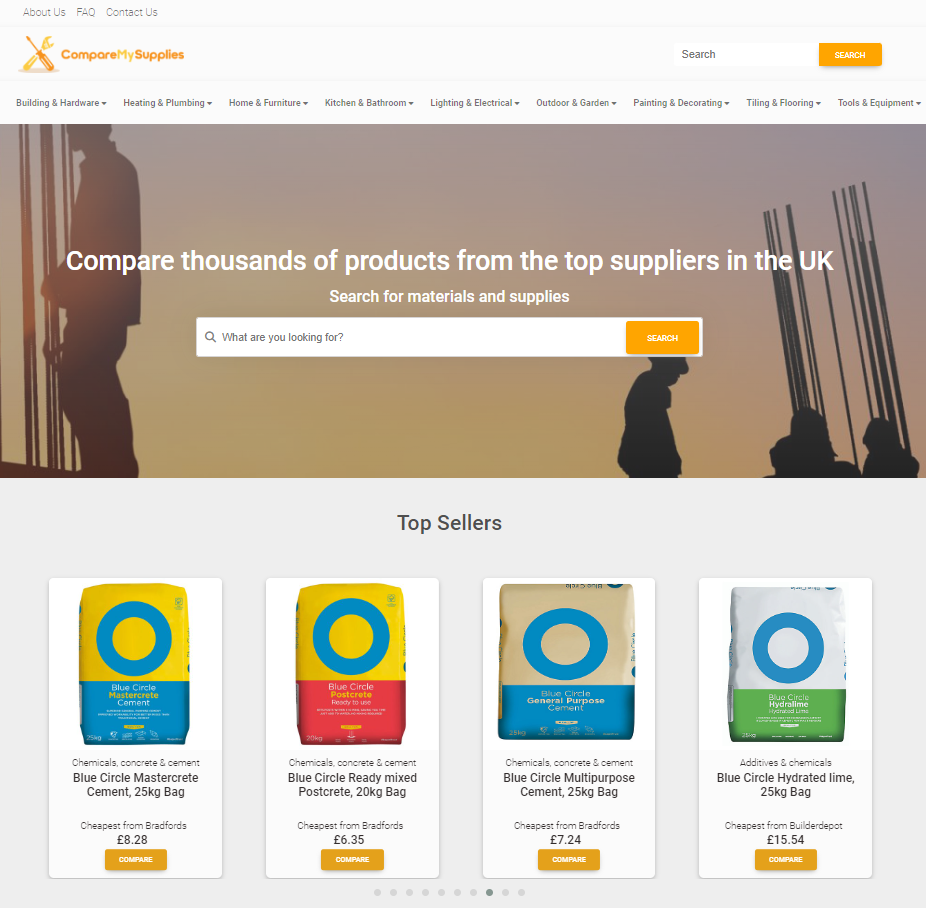 About Us FAQ Contact Us
CompareMySupplies
Search SEARCH
Building & Hardware Heating & Plumbing Home & Furniture Kitchen & Bathroom Lighting & Electrical Outdoor & Garden Painting & Decorating Tiling & Flooring Tools & Equipment
Compare thousands of products from the top suppliers in the UK
Search for materials and supplies
What are you looking for? SEARCH
Top Sellers
Blue Circle
Mastercrete
Cement
25kg
Blue Circle
Postcrete
Ready to use
20kg
Blue Circle
General Purpose
Cement
25kg
Blue Circle
Hydralime
Hydrated Lime
25kg
Chemicals, concrete & cement
Blue Circle Mastercrete
Cement, 25kg Bag
Cheapest from Bradfords
£8.28
COMPARE
Chemicals, concrete & cement
Blue Circle Ready mixed
Postcrete, 20kg Bag
Cheapest from Bradfords
£6.35
COMPARE
Chemicals, concrete & cement
Blue Circle Multipurpose
Cement, 25kg Bag
Cheapest from Bradfords
£7.24
COMPARE
Additives & chemicals
Blue Circle Hydrated lime,
25kg Bag
Cheapest from Builderdepot
£15.54
COMPARE